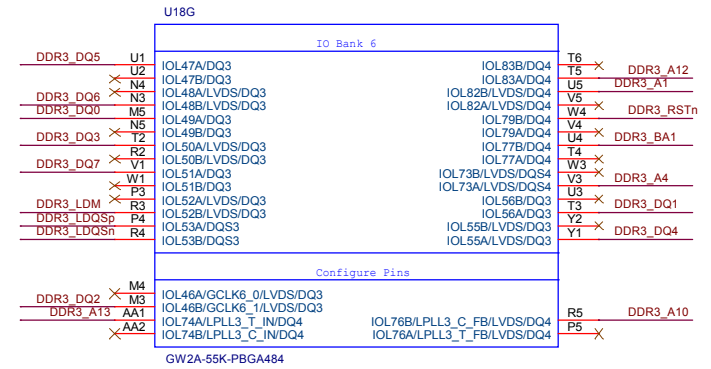 U18G
IO Bank 6
DDR3_DQ5 U1 IOL47A/DQ3 IOL83B/DQ4 T6
U2 IOL47B/DQ3 IOL83A/DQ4 T5 DDR3_A12
N4 IOL48A/LVDS/DQ3 IOL82B/LVDS/DQ4 U5 DDR3_A1
DDR3_DQ6 N3 IOL48B/LVDS/DQ3 IOL82A/LVDS/DQ4 V5
DDR3_DQ0 M5 IOL49A/DQ3 IOL79B/DQ4 W4 DDR3_RSTn
N5 IOL49B/DQ3 IOL79A/DQ4 V4
DDR3_DQ3 T2 IOL50A/LVDS/DQ3 IOL77B/DQ4 U4 DDR3_BA1
R2 IOL50B/LVDS/DQ3 IOL77A/DQ4 T4
DDR3_DQ7 V1 IOL51A/DQ3 IOL73B/LVDS/DQS4 W3
W1 IOL51B/DQ3 IOL73A/LVDS/DQS4 V3 DDR3_A4
P3 IOL52A/LVDS/DQ3 IOL56B/DQ3 U3
DDR3_LDM R3 IOL52B/LVDS/DQ3 IOL56A/DQ3 T3 DDR3_DQ1
DDR3_LDQSp P4 IOL53A/DQS3 IOL55B/LVDS/DQ3 Y2
DDR3_LDQSn R4 IOL53B/DQS3 IOL55A/LVDS/DQ3 Y1 DDR3_DQ4
Configure Pins
M4 IOL46A/GCLK6_0/LVDS/DQ3
DDR3_DQ2 M3 IOL46B/GCLK6_1/LVDS/DQ3
DDR3_A13 AA1 IOL74A/LPLL3_T_IN/DQ4 IOL76B/LPLL3_C_FB/LVDS/DQ4 R5 DDR3_A10
AA2 IOL74B/LPLL3_C_IN/DQ4 IOL76A/LPLL3_T_FB/LVDS/DQ4 P5
GW2A-55K-PBGA484